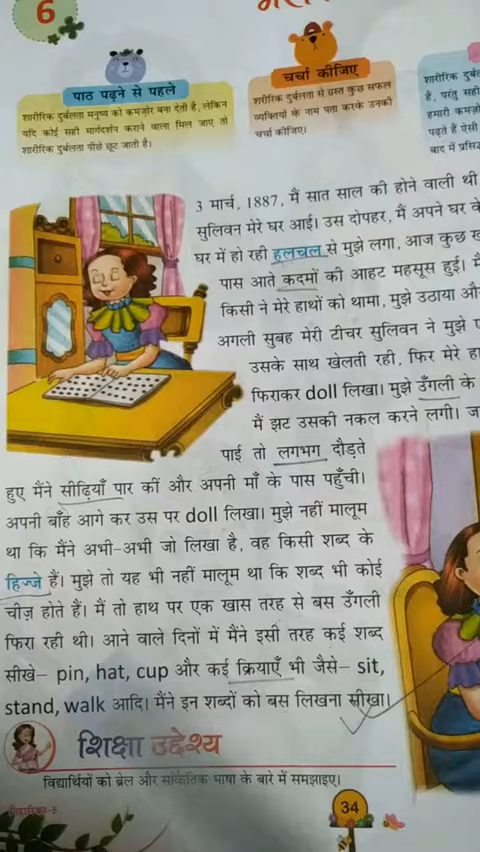 6
पाठ पढ़ने से पहले
शारीरिक दुर्बलता मनुष्य को कमज़ोर बना देती है, लेकिन
यदि कोई सही मार्गदर्शन कराने वाला मिल जाए तो
शारीरिक दुर्बलता पीछे छूट जाती है।
चर्चा कीजिए
शारीरिक दुर्बलता से ग्रस्त कुछ सफल
व्यक्तियों के नाम पता करके उनकी
चर्चा कीजिए।
शारीरिक
हैं, परंतु सही
हमारी कमज़ो
पढ़ते हैं ऐसी
बाद में प्रसिद्
3 मार्च, 1887, मैं सात साल की होने वाली थी
सुलिवन मेरे घर आई। उस दोपहर, मैं अपने घर के
घर में हो रही हलचल से मुझे लगा, आज कुछ
पास आते कदमों की आहट महसूस हुई।
किसी ने मेरे हाथों को थामा, मुझे उठाया
अगली सुबह मेरी टीचर सुलिवन ने मुझे
उसके साथ खेलती रही, फिर मेरे
फिराकर doll लिखा। मुझे उँगली के
मैं झट उसकी नकल करने लगी।
पाई तो लगभग दौड़ते
हुए मैंने सीढ़ियाँ पार कीं और अपनी माँ के पास पहुँची।
अपनी बाँह आगे कर उस पर doll लिखा। मुझे नहीं मालूम
था कि मैंने अभी-अभी जो लिखा है, वह किसी शब्द के
हिज्जे हैं। मुझे तो यह भी नहीं मालूम था कि शब्द भी कोई
चीज़ होते हैं। मैं तो हाथ पर एक खास तरह से बस उँगली
फिरा रही थी। आने वाले दिनों में मैंने इसी तरह कई शब्द
सीखे– pin, hat, cup और कई क्रियाएँ भी जैसे– sit,
stand, walk आदि। मैंने इन शब्दों को बस लिखना सीखा।
शिक्षा उद्देश्य
विद्यार्थियों को ब्रेल और सांकेतिक भाषा के बारे में समझाइए।
34